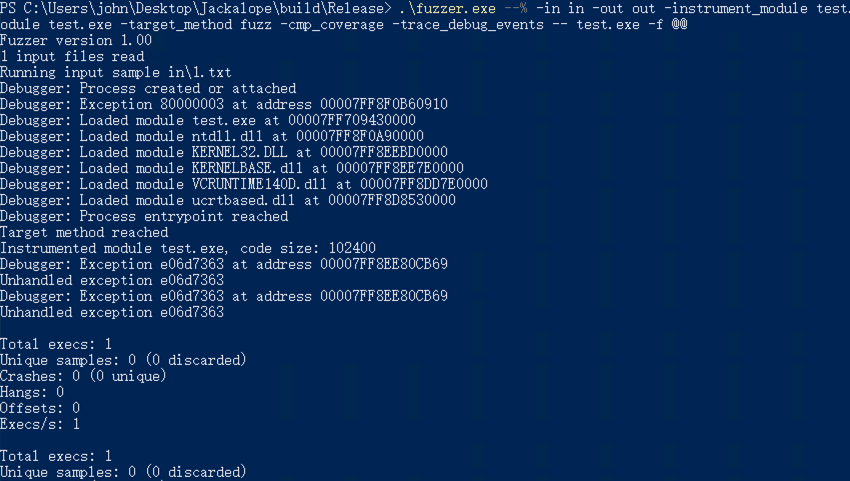 PS C:\Users\john\Desktop\Jackalope\build\Release> .\fuzzer.exe --% -in in -out out -instrument_module test.
odule test.exe -target_method fuzz -cmp_coverage -trace_debug_events -- test.exe -f @@
Fuzzer version 1.00
1 input files read
Running input sample in\1.txt
Debugger: Process created or attached
Debugger: Exception 80000003 at address 00007FF8F0B60910
Debugger: Loaded module test.exe at 00007FF709430000
Debugger: Loaded module ntdll.dll at 00007FF8F0A90000
Debugger: Loaded module KERNEL32.DLL at 00007FF8EEBD0000
Debugger: Loaded module KERNELBASE.dll at 00007FF8EE7E0000
Debugger: Loaded module VCRUNTIME140D.dll at 00007FF8DD7E0000
Debugger: Loaded module ucrtbased.dll at 00007FF8D8530000
Debugger: Process entrypoint reached
Target method reached
Instrumented module test.exe, code size: 102400
Debugger: Exception e06d7363 at address 00007FF8EE80CB69
Unhandled exception e06d7363
Debugger: Exception e06d7363 at address 00007FF8EE80CB69
Unhandled exception e06d7363
Total execs: 1
Unique samples: 0 (0 discarded)
Crashes: 0 (0 unique)
Hangs: 0
Offsets: 0
Execs/s: 1
Total execs: 1
Unique samples: 0 (0 discarded)